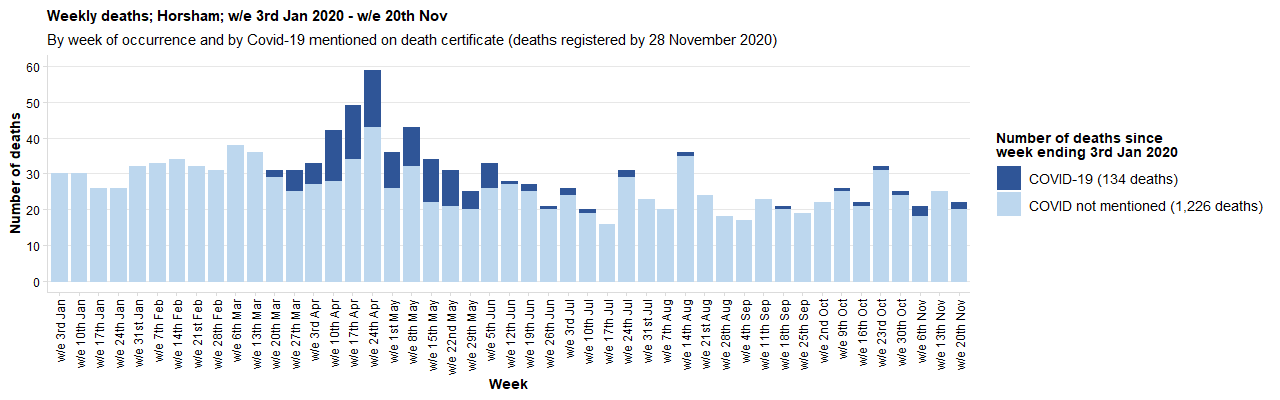 Weekly deaths; Horsham; w/e 3rd Jan 2020 - w/e 20th Nov
By week of occurrence and by Covid-19 mentioned on death certificate (deaths registered by 28 November 2020)
Number of deaths
60
50
40
30
20
10
0
w/e 3rd Jan
w/e 10th Jan
w/e 17th Jan
w/e 24th Jan
w/e 31st Jan
w/e 7th Feb
w/e 14th Feb
w/e 21st Feb
w/e 28th Feb
w/e 6th Mar
w/e 13th Mar
w/e 20th Mar
w/e 27th Mar
w/e 3rd Apr
w/e 10th Apr
w/e 17th Apr
w/e 24th Apr
w/e 1st May
w/e 8th May
w/e 15th May
w/e 22nd May
w/e 29th May
w/e 5th Jun
w/e 12th Jun
w/e 19th Jun
w/e 26th Jun
w/e 3rd Jul
w/e 10th Jul
w/e 17th Jul
w/e 24th Jul
w/e 31st Jul
w/e 7th Aug
w/e 14th Aug
w/e 21st Aug
w/e 28th Aug
w/e 4th Sep
w/e 11th Sep
w/e 18th Sep
w/e 25th Sep
w/e 2nd Oct
w/e 9th Oct
w/e 16th Oct
w/e 23rd Oct
w/e 30th Oct
w/e 6th Nov
w/e 13th Nov
w/e 20th Nov
Week
Number of deaths since
week ending 3rd Jan 2020
COVID-19 (134 deaths)
COVID not mentioned (1,226 deaths)